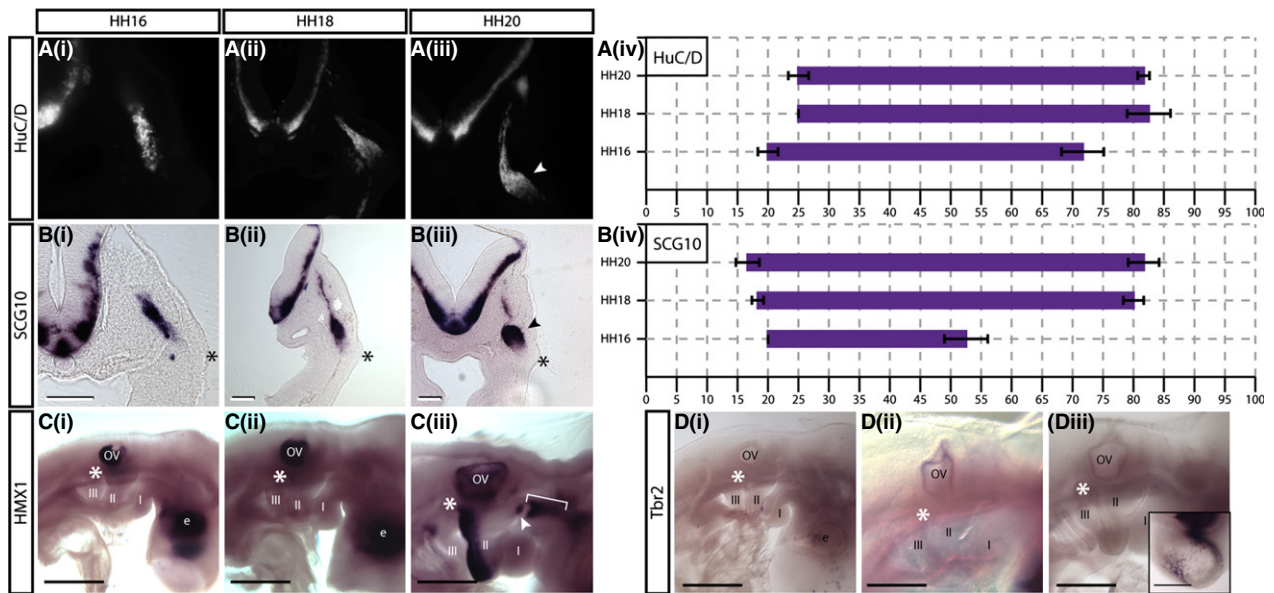 HH16 HH18 HH20
HuC/D
A(i) A(ii) A(iii) A(iv)
HuC/D
HH20
HH18
HH16
0 5 10 15 20 25 30 35 40 45 50 55 60 65 70 75 80 85 90 95 100
SCG10
B(i) B(ii) B(iii) B(iv)
* * *
SCG10
HH20
HH18
HH16
0 5 10 15 20 25 30 35 40 45 50 55 60 65 70 75 80 85 90 95 100
HMX1
C(i) C(ii) C(iii)
OV OV OV
* * *
III II I III II I III II I
e e
Tbr2
D(i) D(ii) (Diii)
OV OV OV
* * *
III II I III II I III II I
e